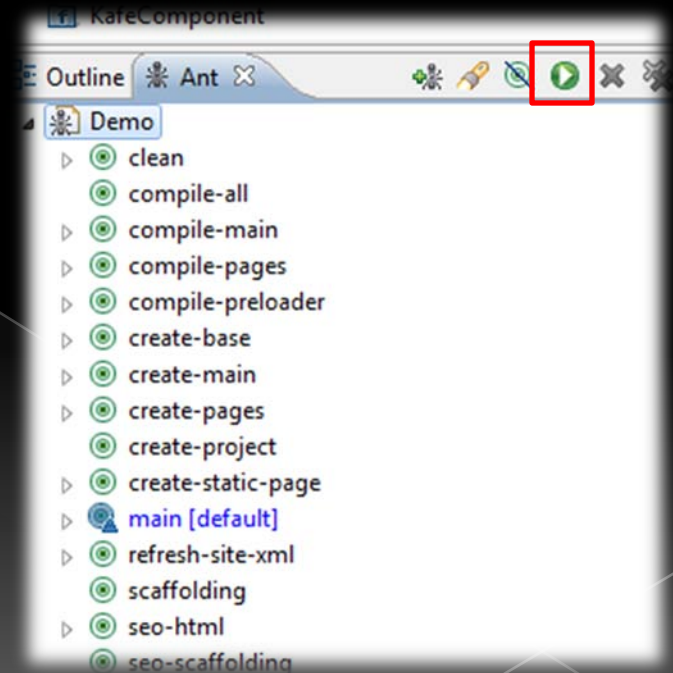 KafeComponent
Outline Ant
Demo
clean
compile-all
compile-main
compile-pages
compile-preloader
create-base
create-main
create-pages
create-project
create-static-page
main [default]
refresh-site-xml
scaffolding
seo-html
seo-scaffolding